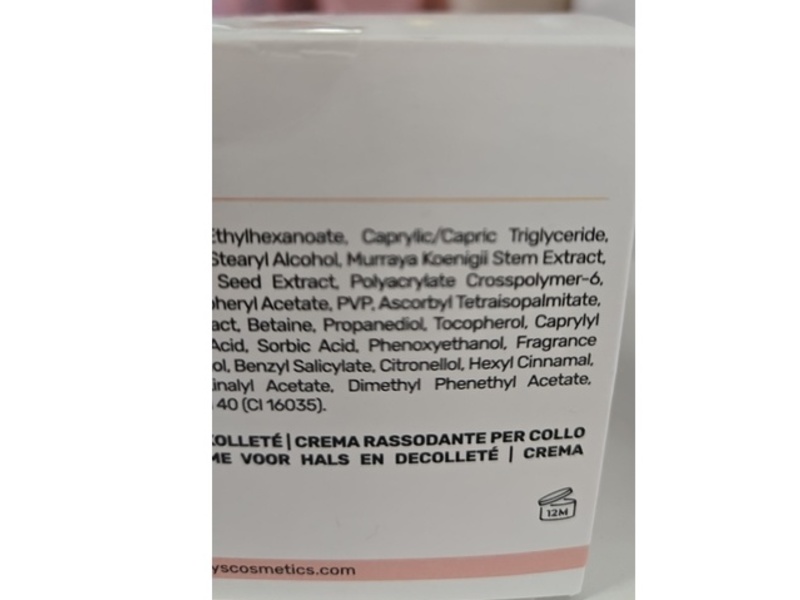 Ethylhexanoate, Caprylic/Capric Triglyceride,
Stearyl Alcohol, Murraya Koenigii Stem Extract,
Seed Extract, Polyacrylate Crosspolymer-6,
pheryl Acetate, PVP, Ascorbyl Tetraisopalmitate,
act, Betaine, Propanediol, Tocopherol, Caprylyl
Acid, Sorbic Acid, Phenoxyethanol, Fragrance
ol, Benzyl Salicylate, Citronellol, Hexyl Cinnamal,
inalyl Acetate, Dimethyl Phenethyl Acetate,
40 (CI 16035).
COLLETÉ | CREMA RASSODANTE PER COLLO
ME VOOR HALS EN DECOLLETÉ | CREMA
12M
yscosmetics.com